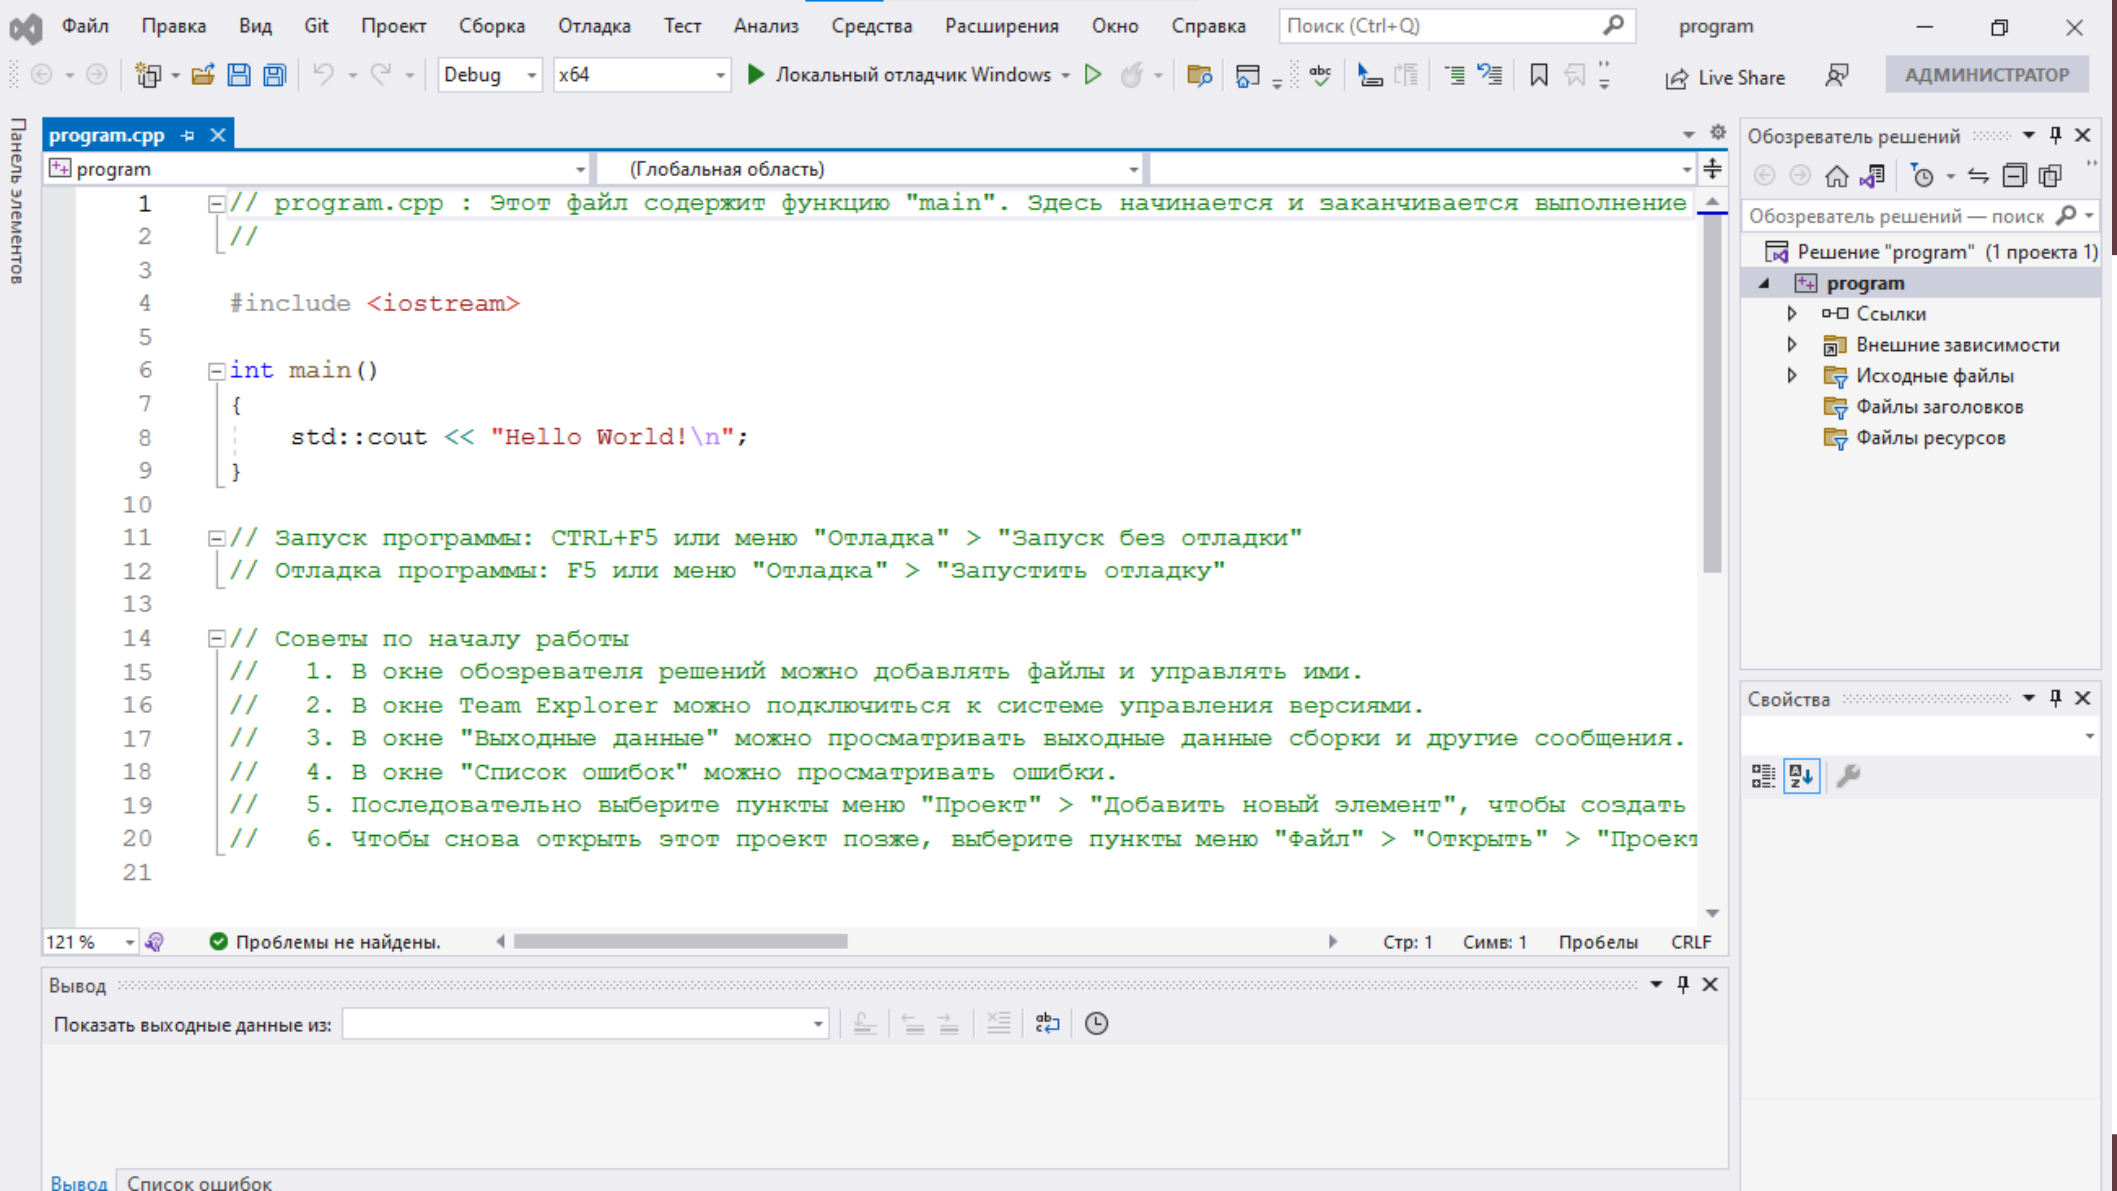 Файл Правка Вид Git Проект Сборка Отладка Тест Анализ Средства Расширения Окно Справка Поиск (Ctrl+Q) program
Debug x64 Локальный отладчик Windows abc Live Share АДМИНИСТРАТОР
Панель элементов
program.cpp
program (Глобальная область)
1 // program.cpp : Этот файл содержит функцию "main". Здесь начинается и заканчивается выполнение
2 //
3
4 #include <iostream>
5
6 int main()
7 {
8 std::cout << "Hello World!\n";
9 }
10
11 // Запуск программы: CTRL+F5 или меню "Отладка" > "Запуск без отладки"
12 // Отладка программы: F5 или меню "Отладка" > "Запустить отладку"
13
14 // Советы по началу работы
15 // 1. В окне обозревателя решений можно добавлять файлы и управлять ими.
16 // 2. В окне Team Explorer можно подключиться к системе управления версиями.
17 // 3. В окне "Выходные данные" можно просматривать выходные данные сборки и другие сообщения.
18 // 4. В окне "Список ошибок" можно просматривать ошибки.
19 // 5. Последовательно выберите пункты меню "Проект" > "Добавить новый элемент", чтобы создать
20 // 6. Чтобы снова открыть этот проект позже, выберите пункты меню "Файл" > "Открыть" > "Проект
21
121 % Проблемы не найдены. Стр: 1 Симв: 1 Пробелы CRLF
Вывод
Показать выходные данные из:
Вывод Список ошибок
Обозреватель решений
Обозреватель решений — поиск
Решение "program" (1 проекта 1)
program
Ссылки
Внешние зависимости
Исходные файлы
Файлы заголовков
Файлы ресурсов
Свойства